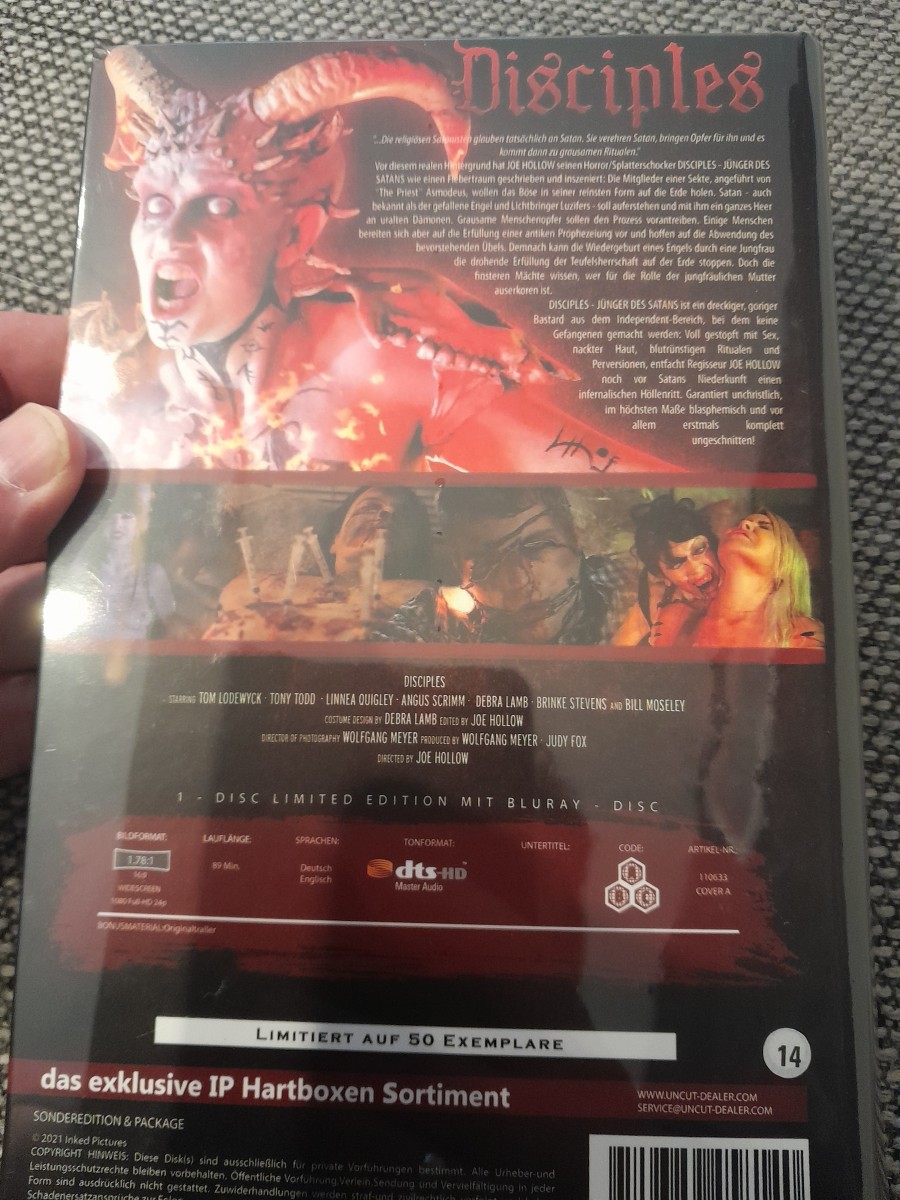 Disciples
"...Die religiösen Satanisten glauben tatsächlich an Satan. Sie verehren Satan, bringen Opfer für ihn und es
kommt dann zu grausamen Ritualen."
Vor diesem realen Hintergrund hat JOE HOLLOW seinen Horror/Splatterschocker DISCIPLES - JÜNGER DES
SATANS wie einen Fiebertraum geschrieben und inszeniert: Die Mitglieder einer Sekte, angeführt von
"The Priest" Asmodeus, wollen das Böse in seiner reinsten Form auf die Erde holen. Satan - auch
bekannt als der gefallene Engel und Lichtbringer Luzifers - soll auferstehen und mit ihm ein ganzes Heer
an uralten Dämonen. Grausame Menschenopfer sollen den Prozess vorantreiben. Einige Menschen
bereiten sich aber auf die Erfüllung einer antiken Prophezeiung vor und hoffen auf die Abwendung des
bevorstehenden Übels. Demnach kann die Wiedergeburt eines Engels durch eine Jungfrau
die drohende Erfüllung der Teufelsherrschaft auf der Erde stoppen. Doch die
finsteren Mächte wissen, wer für die Rolle der jungfräulichen Mutter
auserkoren ist.
DISCIPLES - JÜNGER DES SATANS ist ein dreckiger, goriger
Bastard aus dem Independent-Bereich, bei dem keine
Gefangenen gemacht werden: Voll gestopft mit Sex,
nackter Haut, blutrünstigen Ritualen und
Perversionen, entfacht Regisseur JOE HOLLOW
noch vor Satans Niederkunft einen
infernalischen Höllenritt. Garantiert unchristlich,
im höchsten Maße blasphemisch und vor
allem erstmals komplett
ungeschnitten!
DISCIPLES
STARRING TOM LODEWYCK · TONY TODD · LINNEA QUIGLEY · ANGUS SCRIMM · DEBRA LAMB · BRINKE STEVENS AND BILL MOSELEY
COSTUME DESIGN BY DEBRA LAMB EDITED BY JOE HOLLOW
DIRECTOR OF PHOTOGRAPHY WOLFGANG MEYER PRODUCED BY WOLFGANG MEYER · JUDY FOX
DIRECTED BY JOE HOLLOW
1 - DISC LIMITED EDITION MIT BLURAY - DISC
BILDFORMAT: LAUFLÄNGE: SPRACHEN: TONFORMAT: UNTERTITEL: CODE: ARTIKEL-NR.:
1.78:1 89 Min. Deutsch dts-HD 110633
16:9 Englisch Master Audio COVER A
WIDESCREEN
1080 Full-HD 24p
BONUSMATERIAL:Originaltrailer
LIMITIERT AUF 50 EXEMPLARE
14
das exklusive IP Hartboxen Sortiment
WWW.UNCUT-DEALER.COM
SERVICE@UNCUT-DEALER.COM
SONDEREDITION & PACKAGE
© 2021 Inked Pictures
COPYRIGHT HINWEIS: Diese Disk(s) sind ausschließlich für private Vorführungen bestimmt. Alle Urheber-und
Leistungsschutzrechte bleiben vorbehalten. Öffentliche Vorführung,Verleih,Sendung und Vervielfältigung in jeder
Form sind ausdrücklich nicht gestattet. Zuwiderhandlungen werden straf-und zivilrechtlich verfolgt.
Schadenersatzansprüche zur Folge